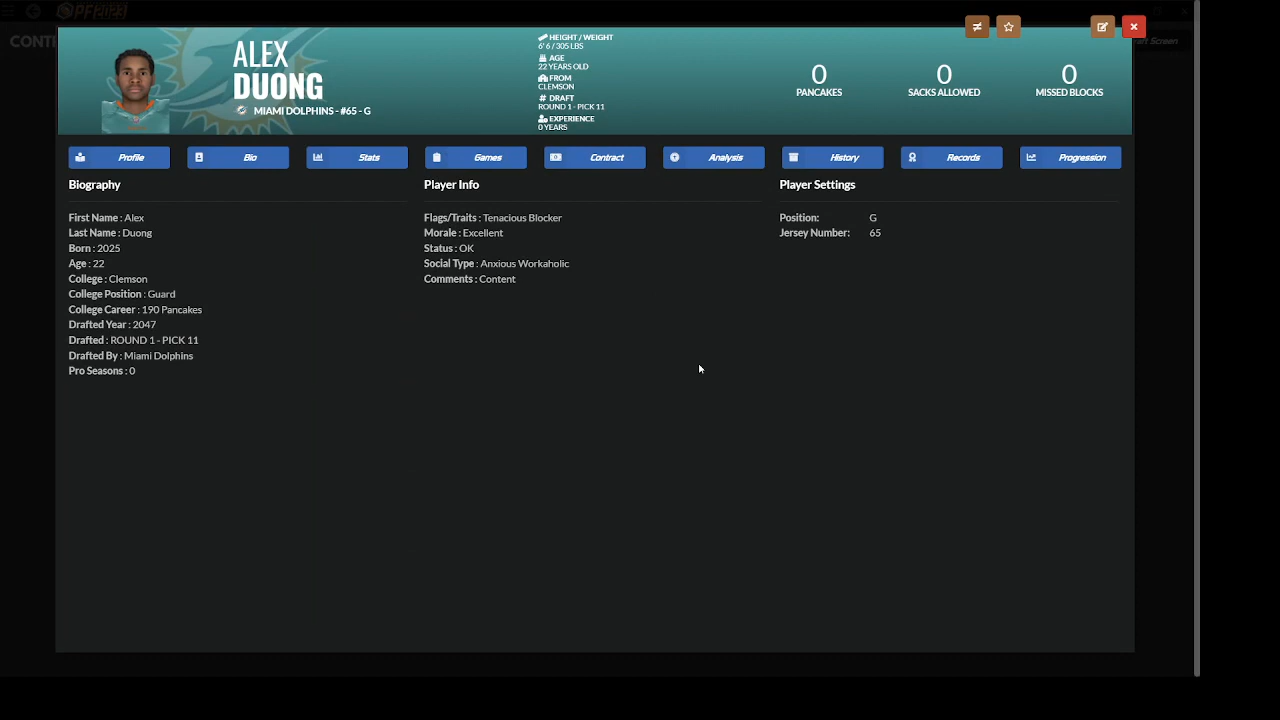 PF2023
ALEX
DUONG
MIAMI DOLPHINS - #65 - G
HEIGHT / WEIGHT
6' 6 / 305 LBS
AGE
22 YEARS OLD
FROM
CLEMSON
DRAFT
ROUND 1 - PICK 11
EXPERIENCE
0 YEARS
0
PANCAKES
0
SACKS ALLOWED
0
MISSED BLOCKS
Profile
Bio
Stats
Games
Contract
Analysis
History
Records
Progression
Biography
First Name : Alex
Last Name : Duong
Born : 2025
Age : 22
College : Clemson
College Position : Guard
College Career : 190 Pancakes
Drafted Year : 2047
Drafted : ROUND 1 - PICK 11
Drafted By : Miami Dolphins
Pro Seasons : 0
Player Info
Flags/Traits : Tenacious Blocker
Morale : Excellent
Status : OK
Social Type : Anxious Workaholic
Comments : Content
Player Settings
Position: G
Jersey Number: 65